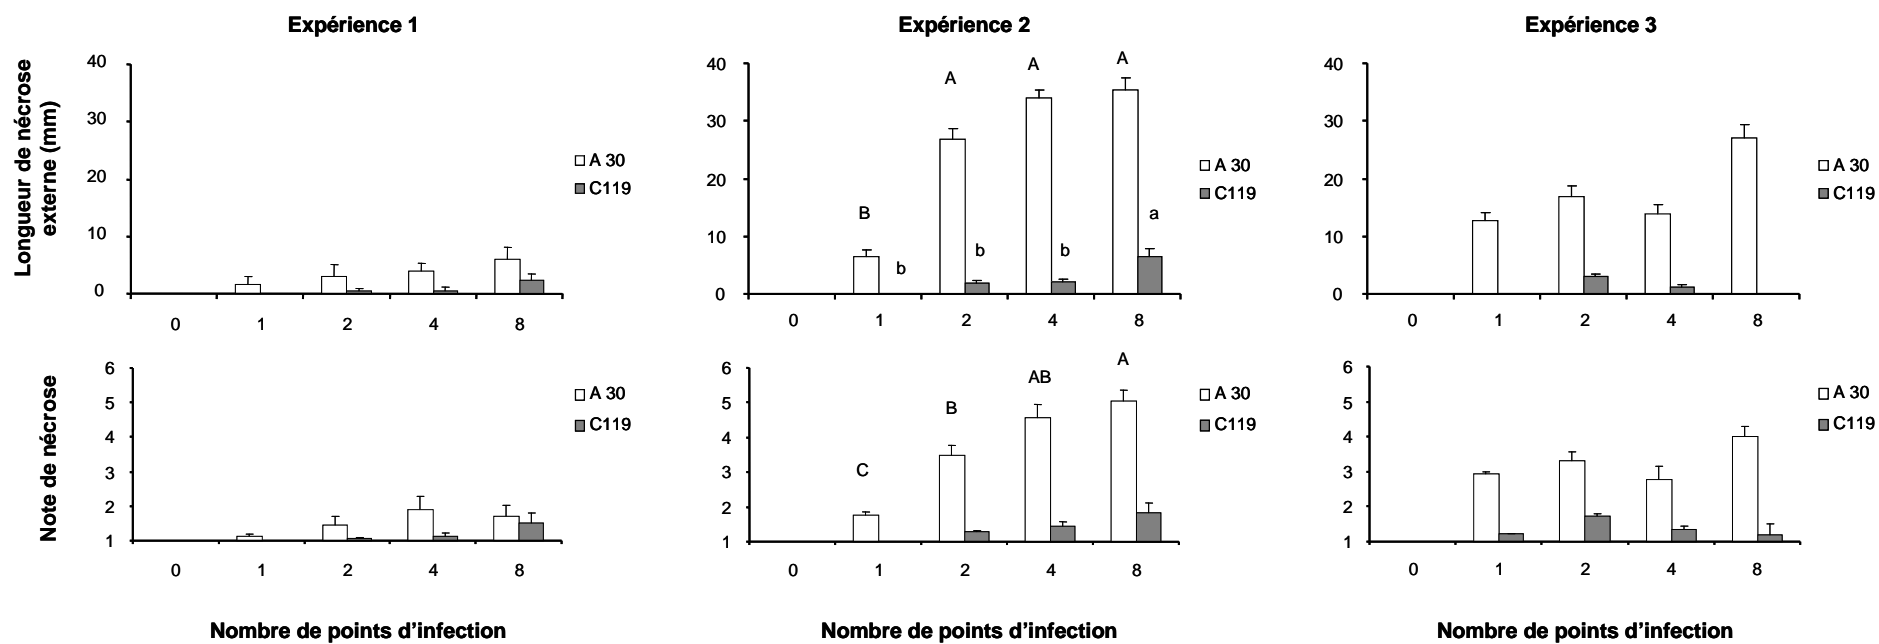 Expérience 1
Expérience 2
Expérience 3
Longueur de nécrose
externe (mm)
40
30
20
10
0
0 1 2 4 8
A 30
C119
40
30
20
10
0
B
b
A
b
A
b
A
a
0 1 2 4 8
A 30
C119
40
30
20
10
0
0 1 2 4 8
A 30
C119
Note de nécrose
6
5
4
3
2
1
0 1 2 4 8
A 30
C119
6
5
4
3
2
1
C
B
AB
A
0 1 2 4 8
A 30
C119
6
5
4
3
2
1
0 1 2 4 8
A 30
C119
Nombre de points d’infection
Nombre de points d’infection
Nombre de points d’infection